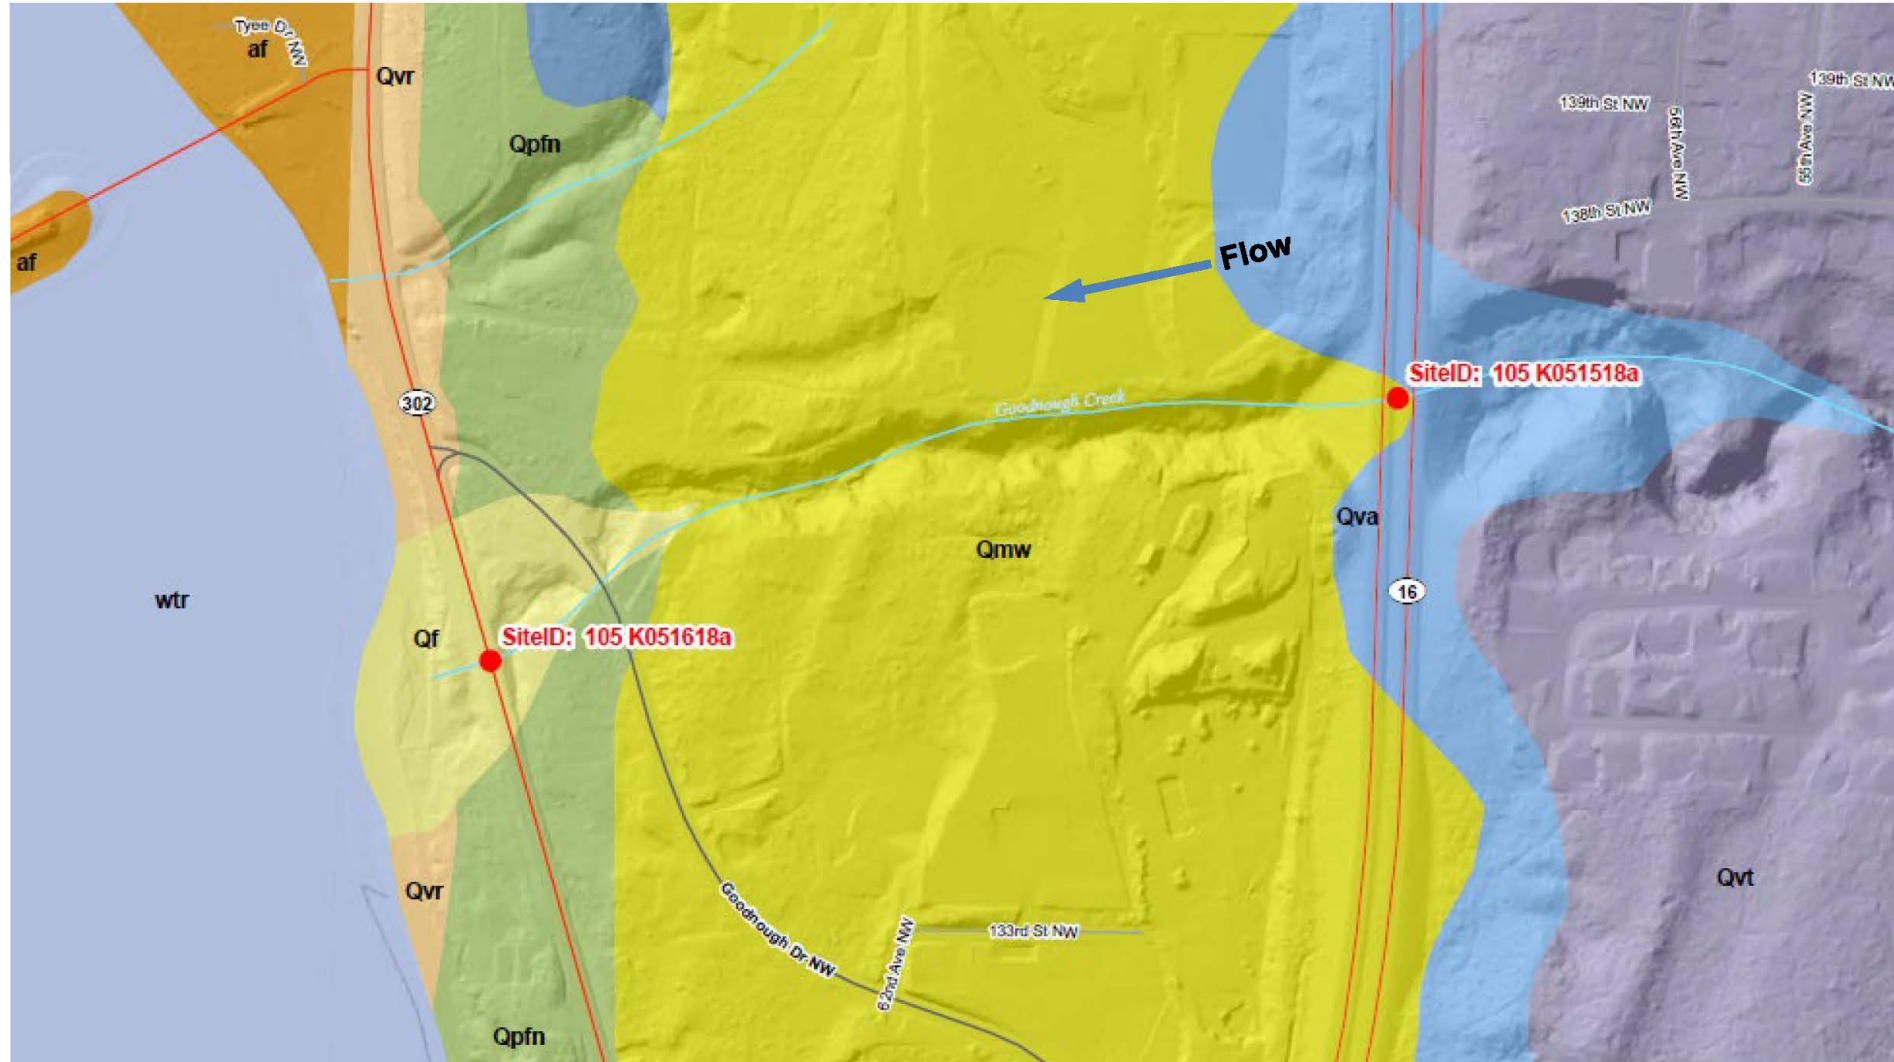 Tyee Dr NW
af
Qvr
139th St NW
139th St NW
56th Ave NW
55th Ave NW
Qpfn
138th St NW
Flow
af
SiteID: 105 K051518a
302
Goodnough Creek
Qva
Qmw
16
wtr
Qf
SiteID: 105 K051618a
Qvt
Qvr
Goodnough Dr NW
62nd Ave NW
133rd St NW
Qpfn